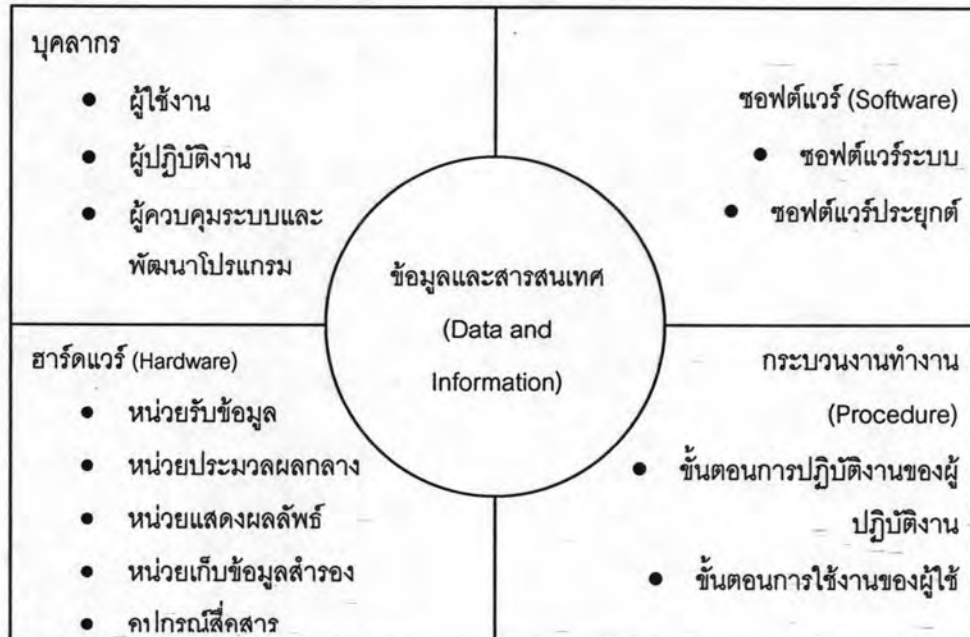 บุคลากร
● ผู้ใช้งาน
● ผู้ปฏิบัติงาน
● ผู้ควบคุมระบบและ
พัฒนาโปรแกรม
ซอฟต์แวร์ (Software)
● ซอฟต์แวร์ระบบ
● ซอฟต์แวร์ประยุกต์
ข้อมูลและสารสนเทศ
(Data and
Information)
ฮาร์ดแวร์ (Hardware)
● หน่วยรับข้อมูล
● หน่วยประมวลผลกลาง
● หน่วยแสดงผลลัพธ์
● หน่วยเก็บข้อมูลสำรอง
● อุปกรณ์สื่อสาร
กระบวนงานทำงาน
(Procedure)
● ขั้นตอนการปฏิบัติงานของผู้
ปฏิบัติงาน
● ขั้นตอนการใช้งานของผู้ใช้